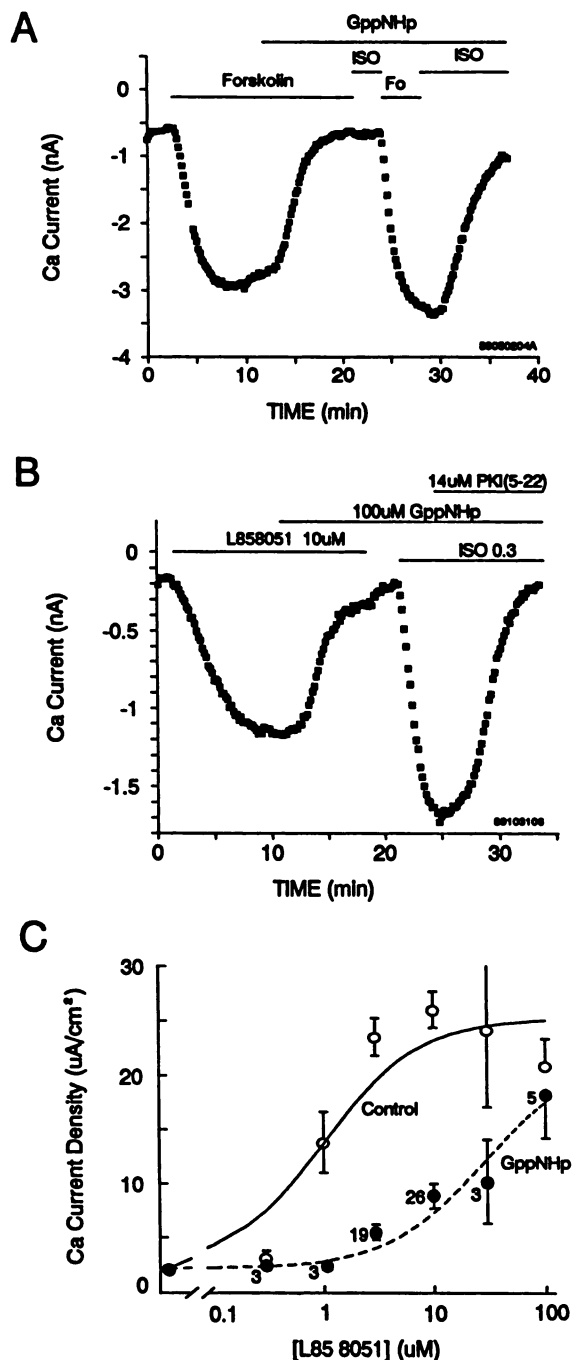 A
GppNHp
ISO ISO
Forskolin Fo
0
-1
-2
-3
-4
Ca Current (nA)
0 10 20 30 40
TIME (min)
B
14uM PKI(5-22)
100uM GppNHp
L858051 10uM ISO 0.3
0
-0.5
-1
-1.5
Ca Current (nA)
0 10 20 30
TIME (min)
C
30
20
10
0
Ca Current Density (uA/cm²)
Control
GppNHp
3 3 19 26 3 5
0.1 1 10 100
[L85 8051] (uM)